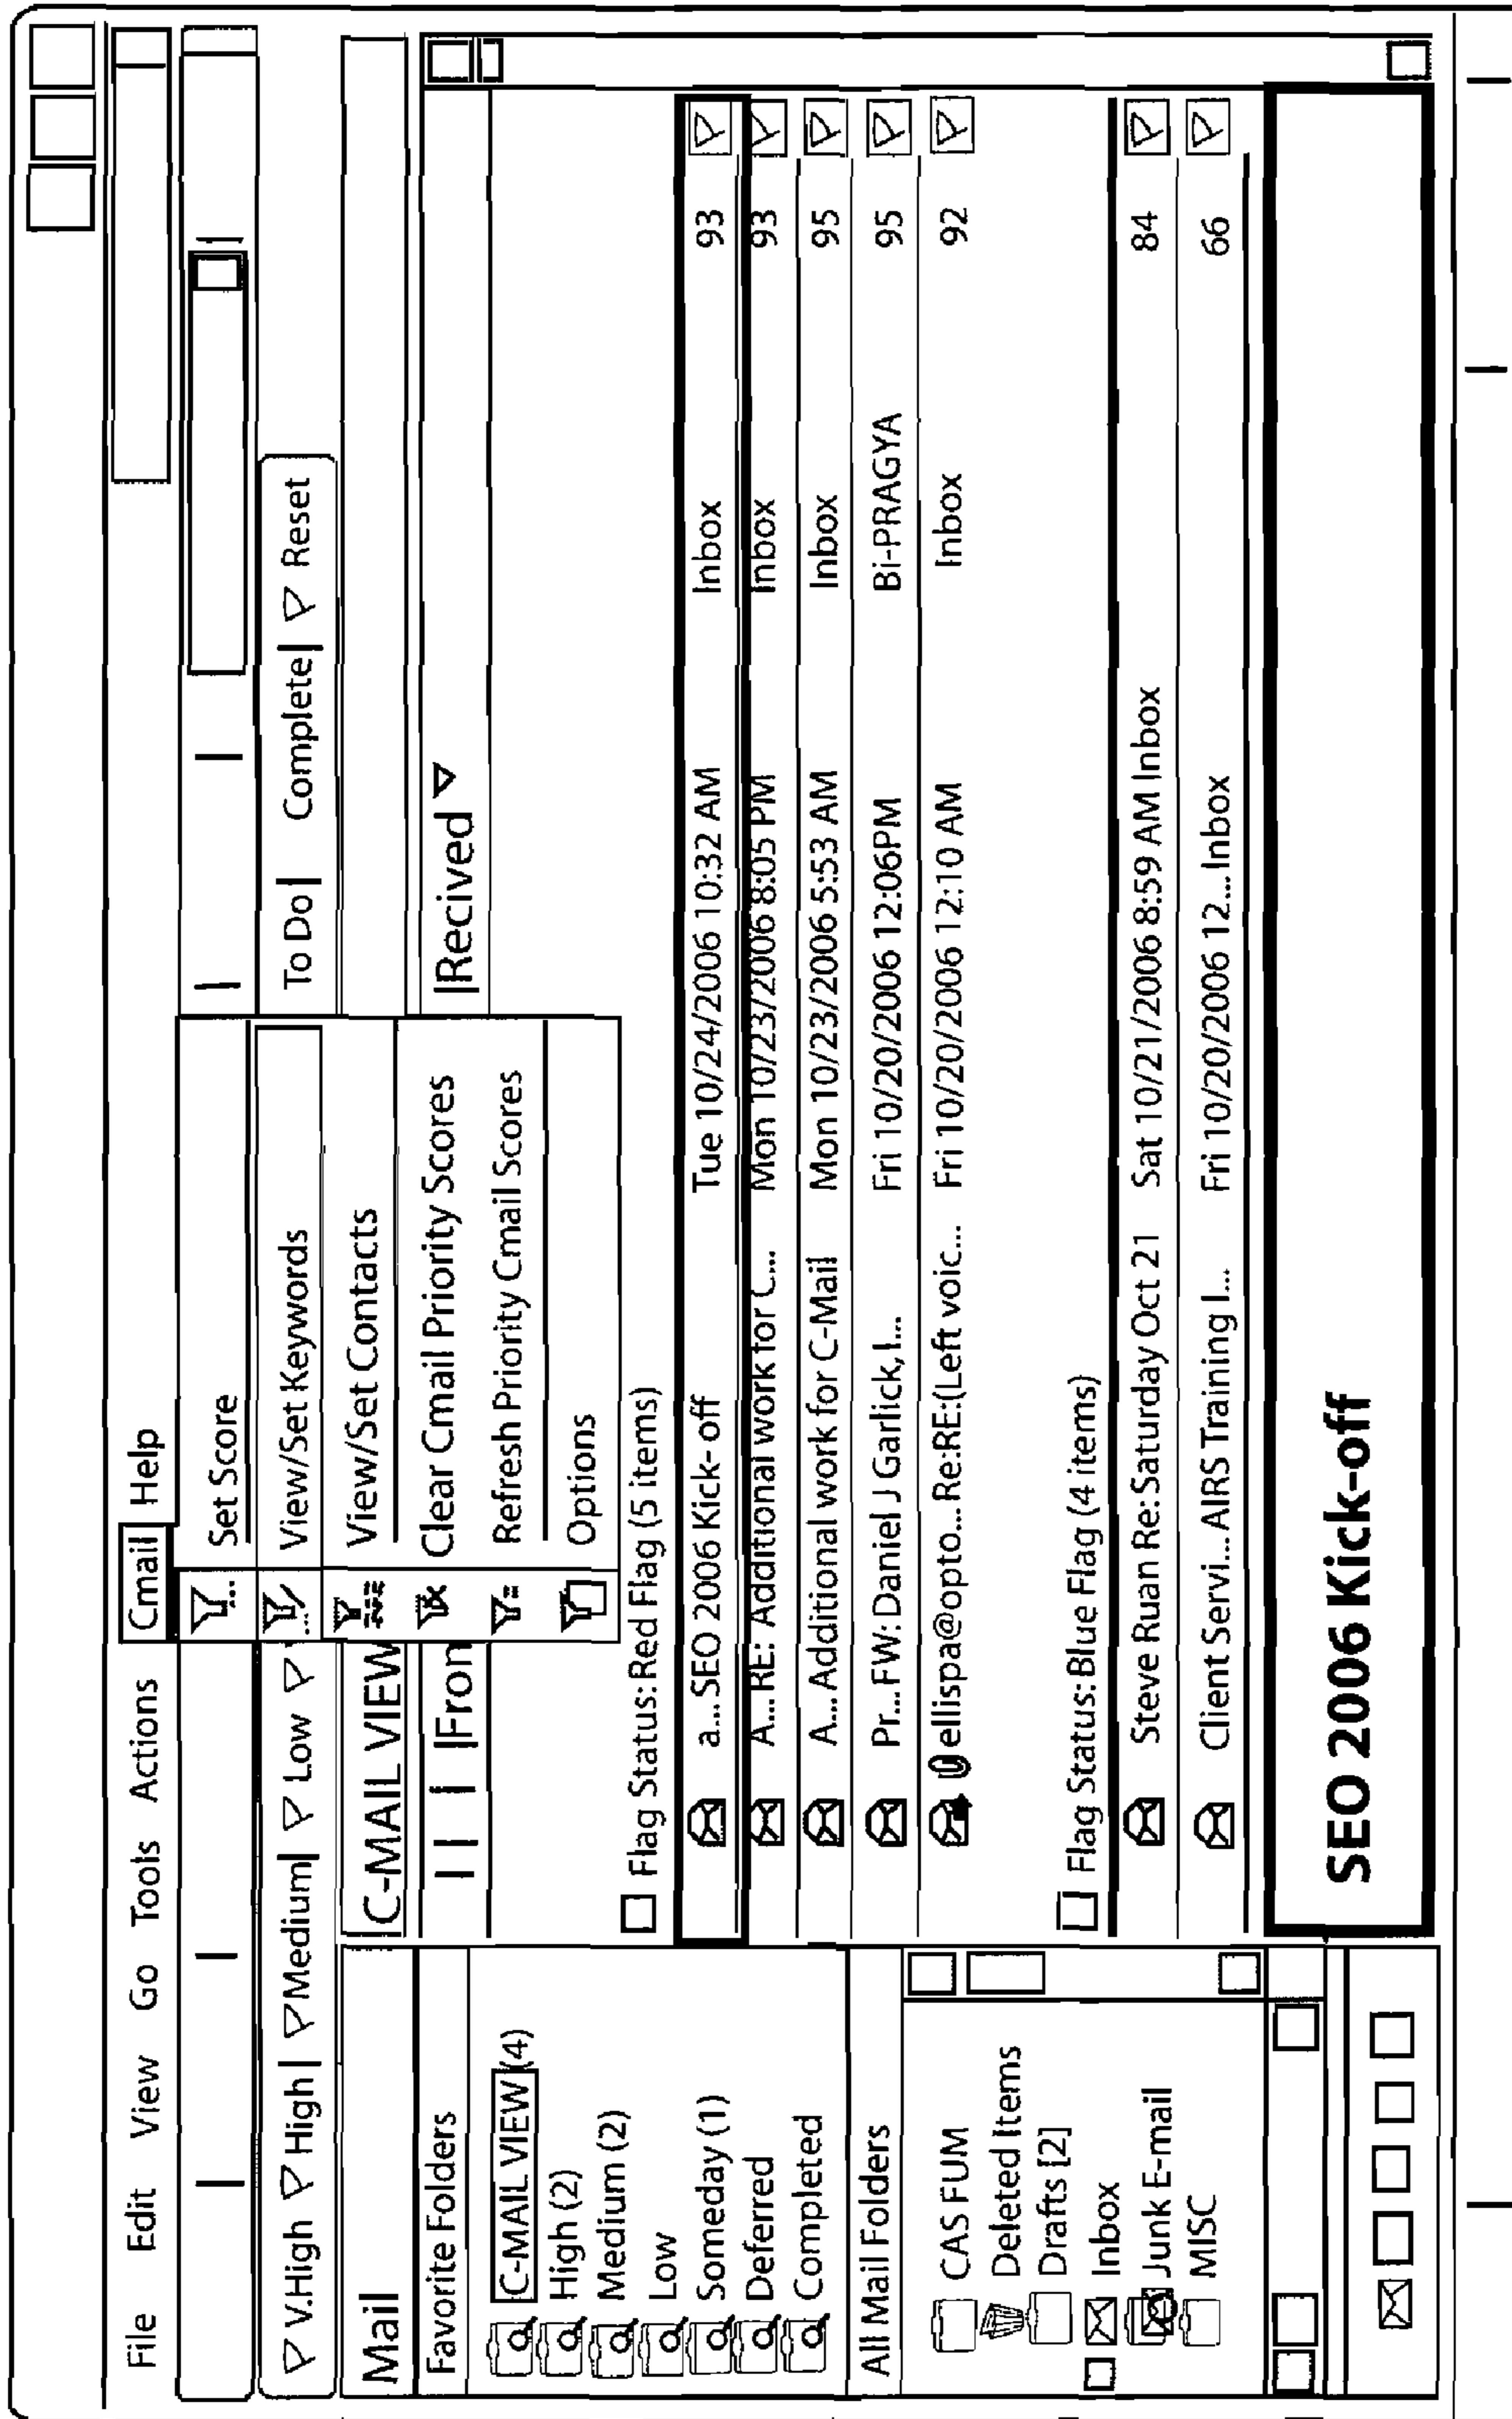 File Edit View Go Tools Actions Cmail Help
Set Score
View/Set Keywords
View/Set Contacts
Clear Cmail Priority Scores
Refresh Priority Cmail Scores
Options
V.High High| Medium| Low To Do| Complete| Reset
Mail
Favorite Folders
C-MAIL VIEW (4)
High (2)
Medium (2)
Low
Someday (1)
Deferred
Completed
All Mail Folders
CAS FUM
Deleted Items
Drafts [2]
Inbox
Junk E-mail
MISC
C-MAIL VIEW
|Fron |Recived
Flag Status: Red Flag (5 items)
a... SEO 2006 Kick-off Tue 10/24/2006 10:32 AM Inbox 93
A... RE: Additional work for C.... Mon 10/23/2006 8:05 PM Inbox 93
A... Additional work for C-Mail Mon 10/23/2006 5:53 AM Inbox 95
Pr... FW: Daniel J Garlick, I... Fri 10/20/2006 12:06PM Bi-PRAGYA 95
ellispa@opto... Re:RE:(Left voic... Fri 10/20/2006 12:10 AM Inbox 92
Flag Status: Blue Flag (4 items)
Steve Ruan Re: Saturday Oct 21 Sat 10/21/2006 8:59 AM Inbox 84
Client Servi... AIRS Training I... Fri 10/20/2006 12... Inbox 66
SEO 2006 Kick-off